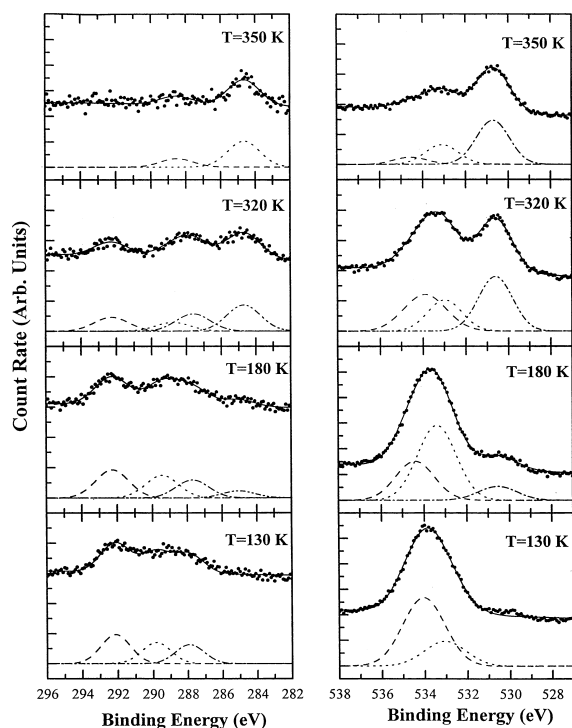 T=350 K
T=350 K
T=320 K
T=320 K
T=180 K
T=180 K
T=130 K
T=130 K
Count Rate (Arb. Units)
296 294 292 290 288 286 284 282
538 536 534 532 530 528
Binding Energy (eV)
Binding Energy (eV)